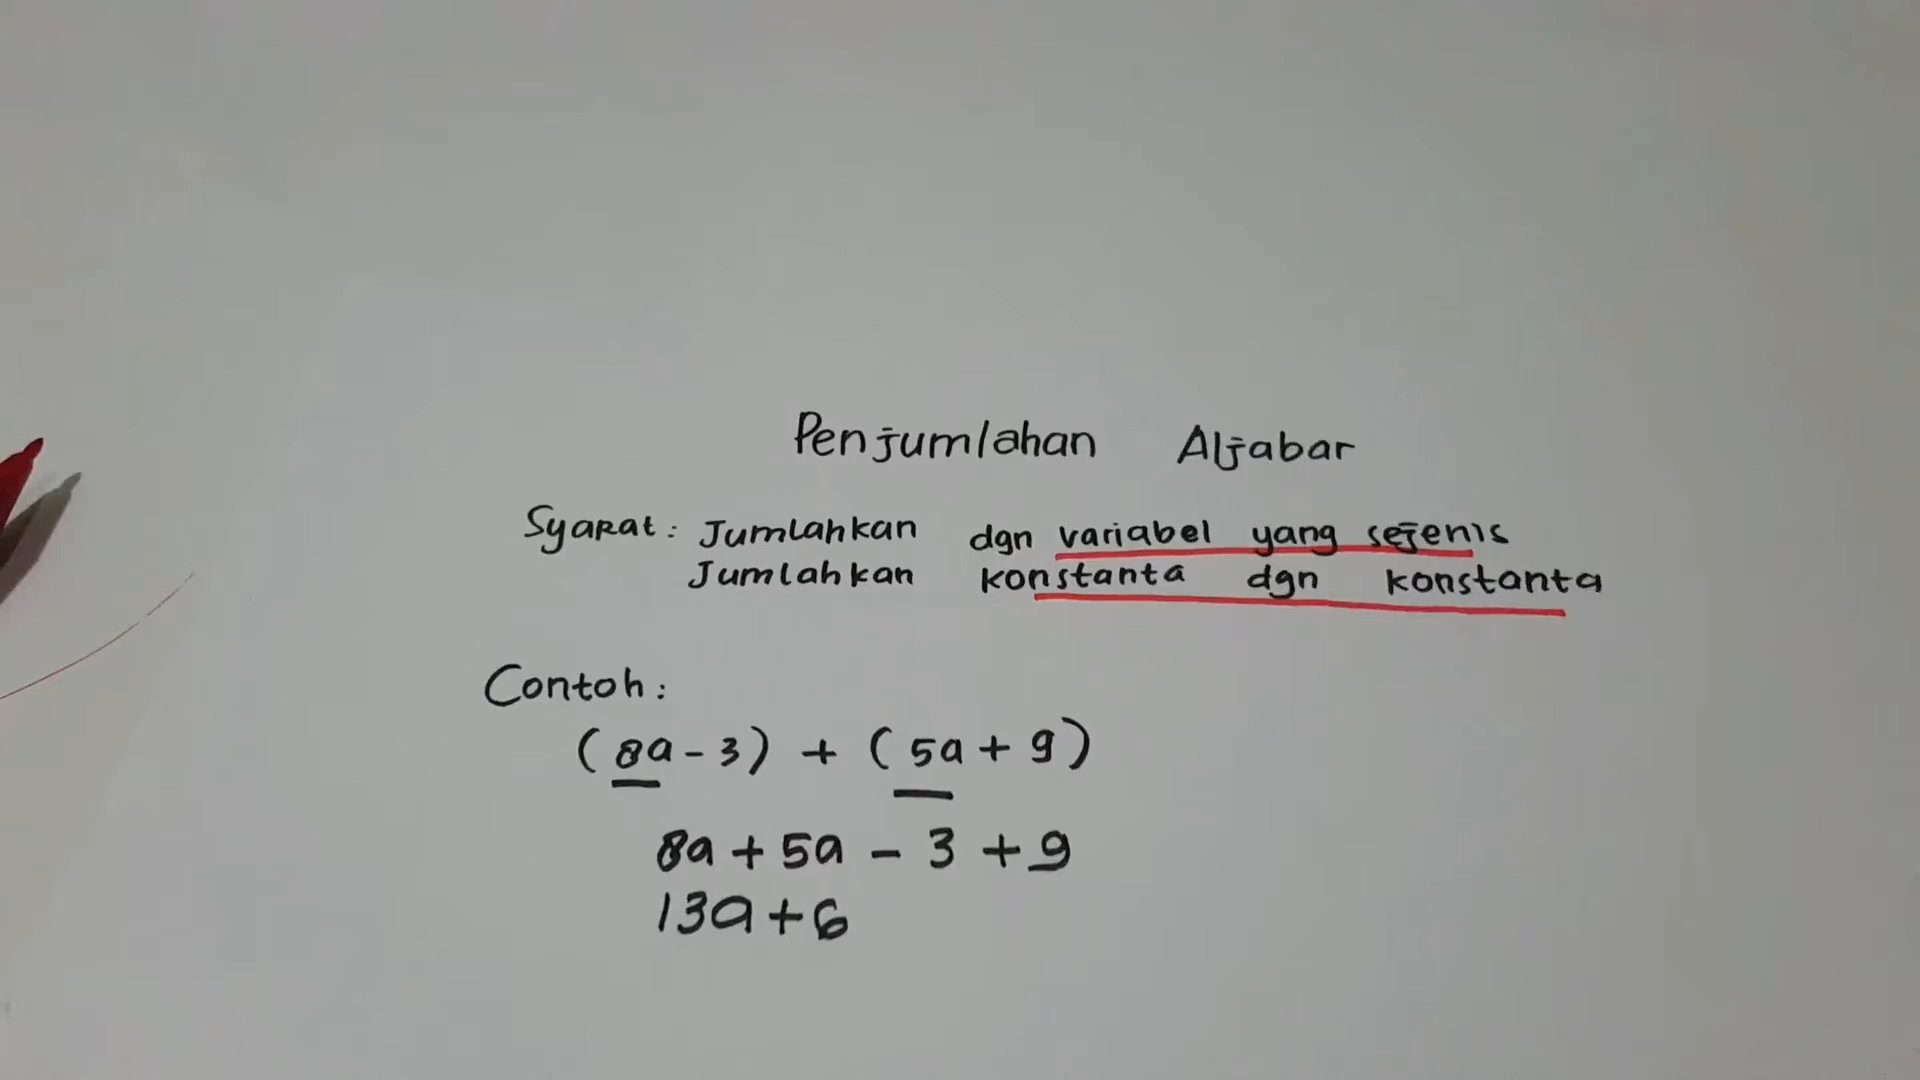 Penjumlahan Aljabar
Syarat: Jumlahkan dgn variabel yang sejenis
Jumlahkan konstanta dgn konstanta
Contoh:
(8a-3) + (5a+9)
8a+5a-3+9
13a+6